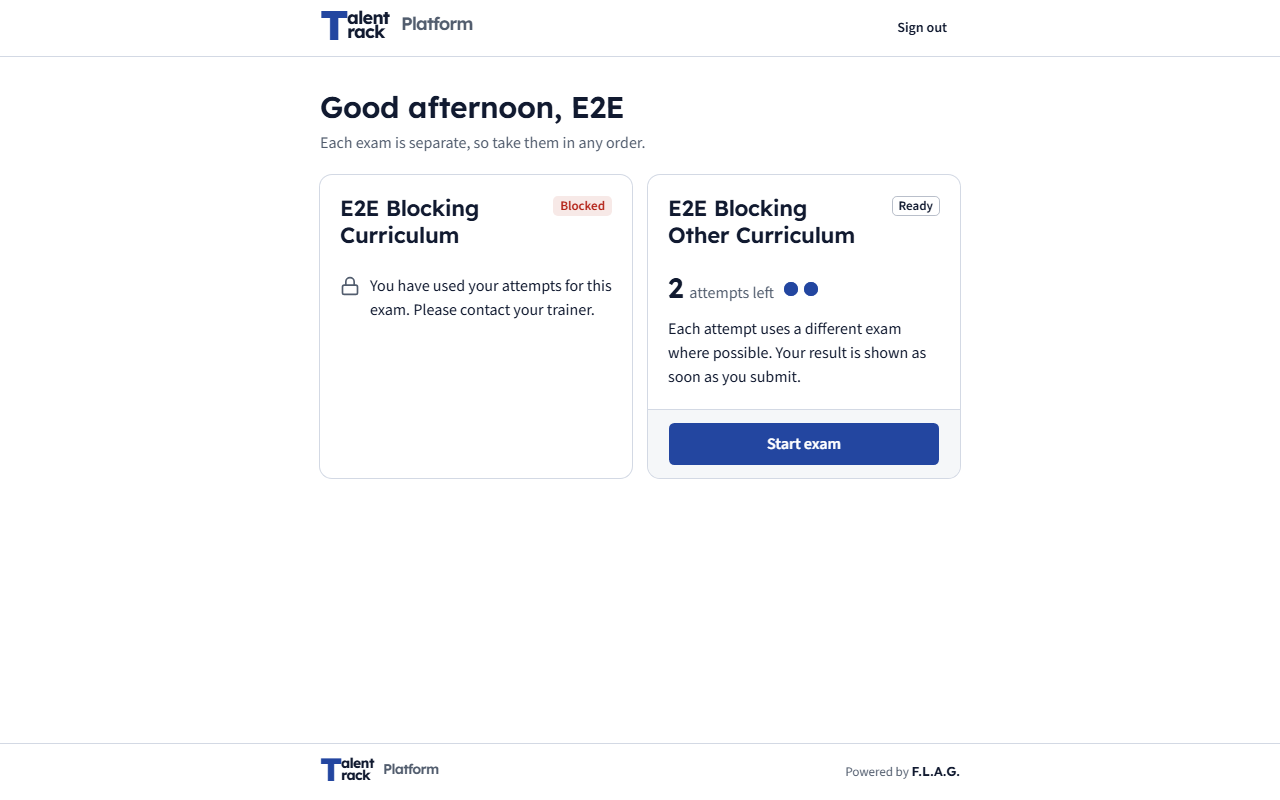 Talent
rack
Platform
Sign out
Good afternoon, E2E
Each exam is separate, so take them in any order.
E2E Blocking
Curriculum
Blocked
You have used your attempts for this
exam. Please contact your trainer.
E2E Blocking
Other Curriculum
Ready
2 attempts left
Each attempt uses a different exam
where possible. Your result is shown as
soon as you submit.
Start exam
Talent
rack
Platform
Powered by F.L.A.G.